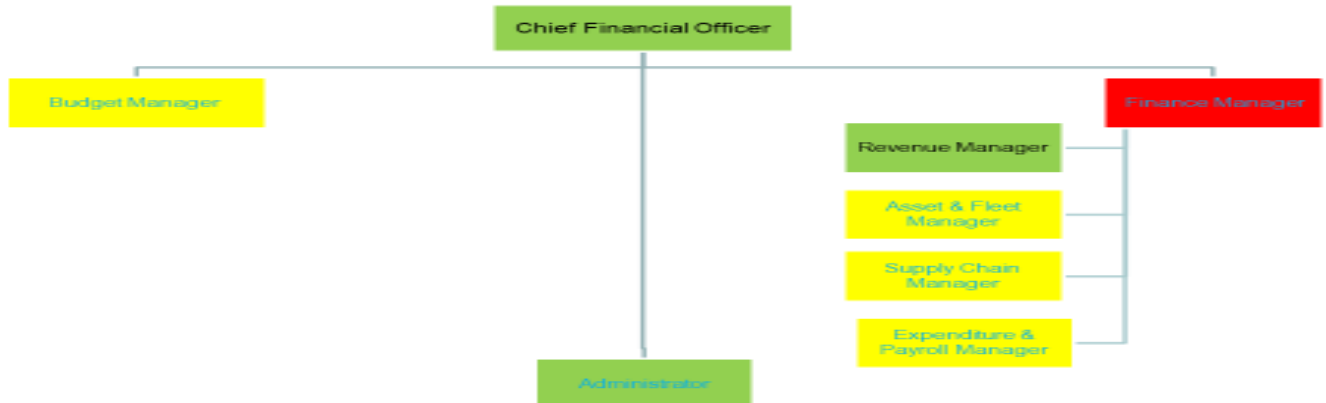 Chief Financial Officer
Budget Manager
Finance Manager
Revenue Manager
Asset & Fleet
Manager
Supply Chain
Manager
Expenditure &
Payroll Manager
Administrator